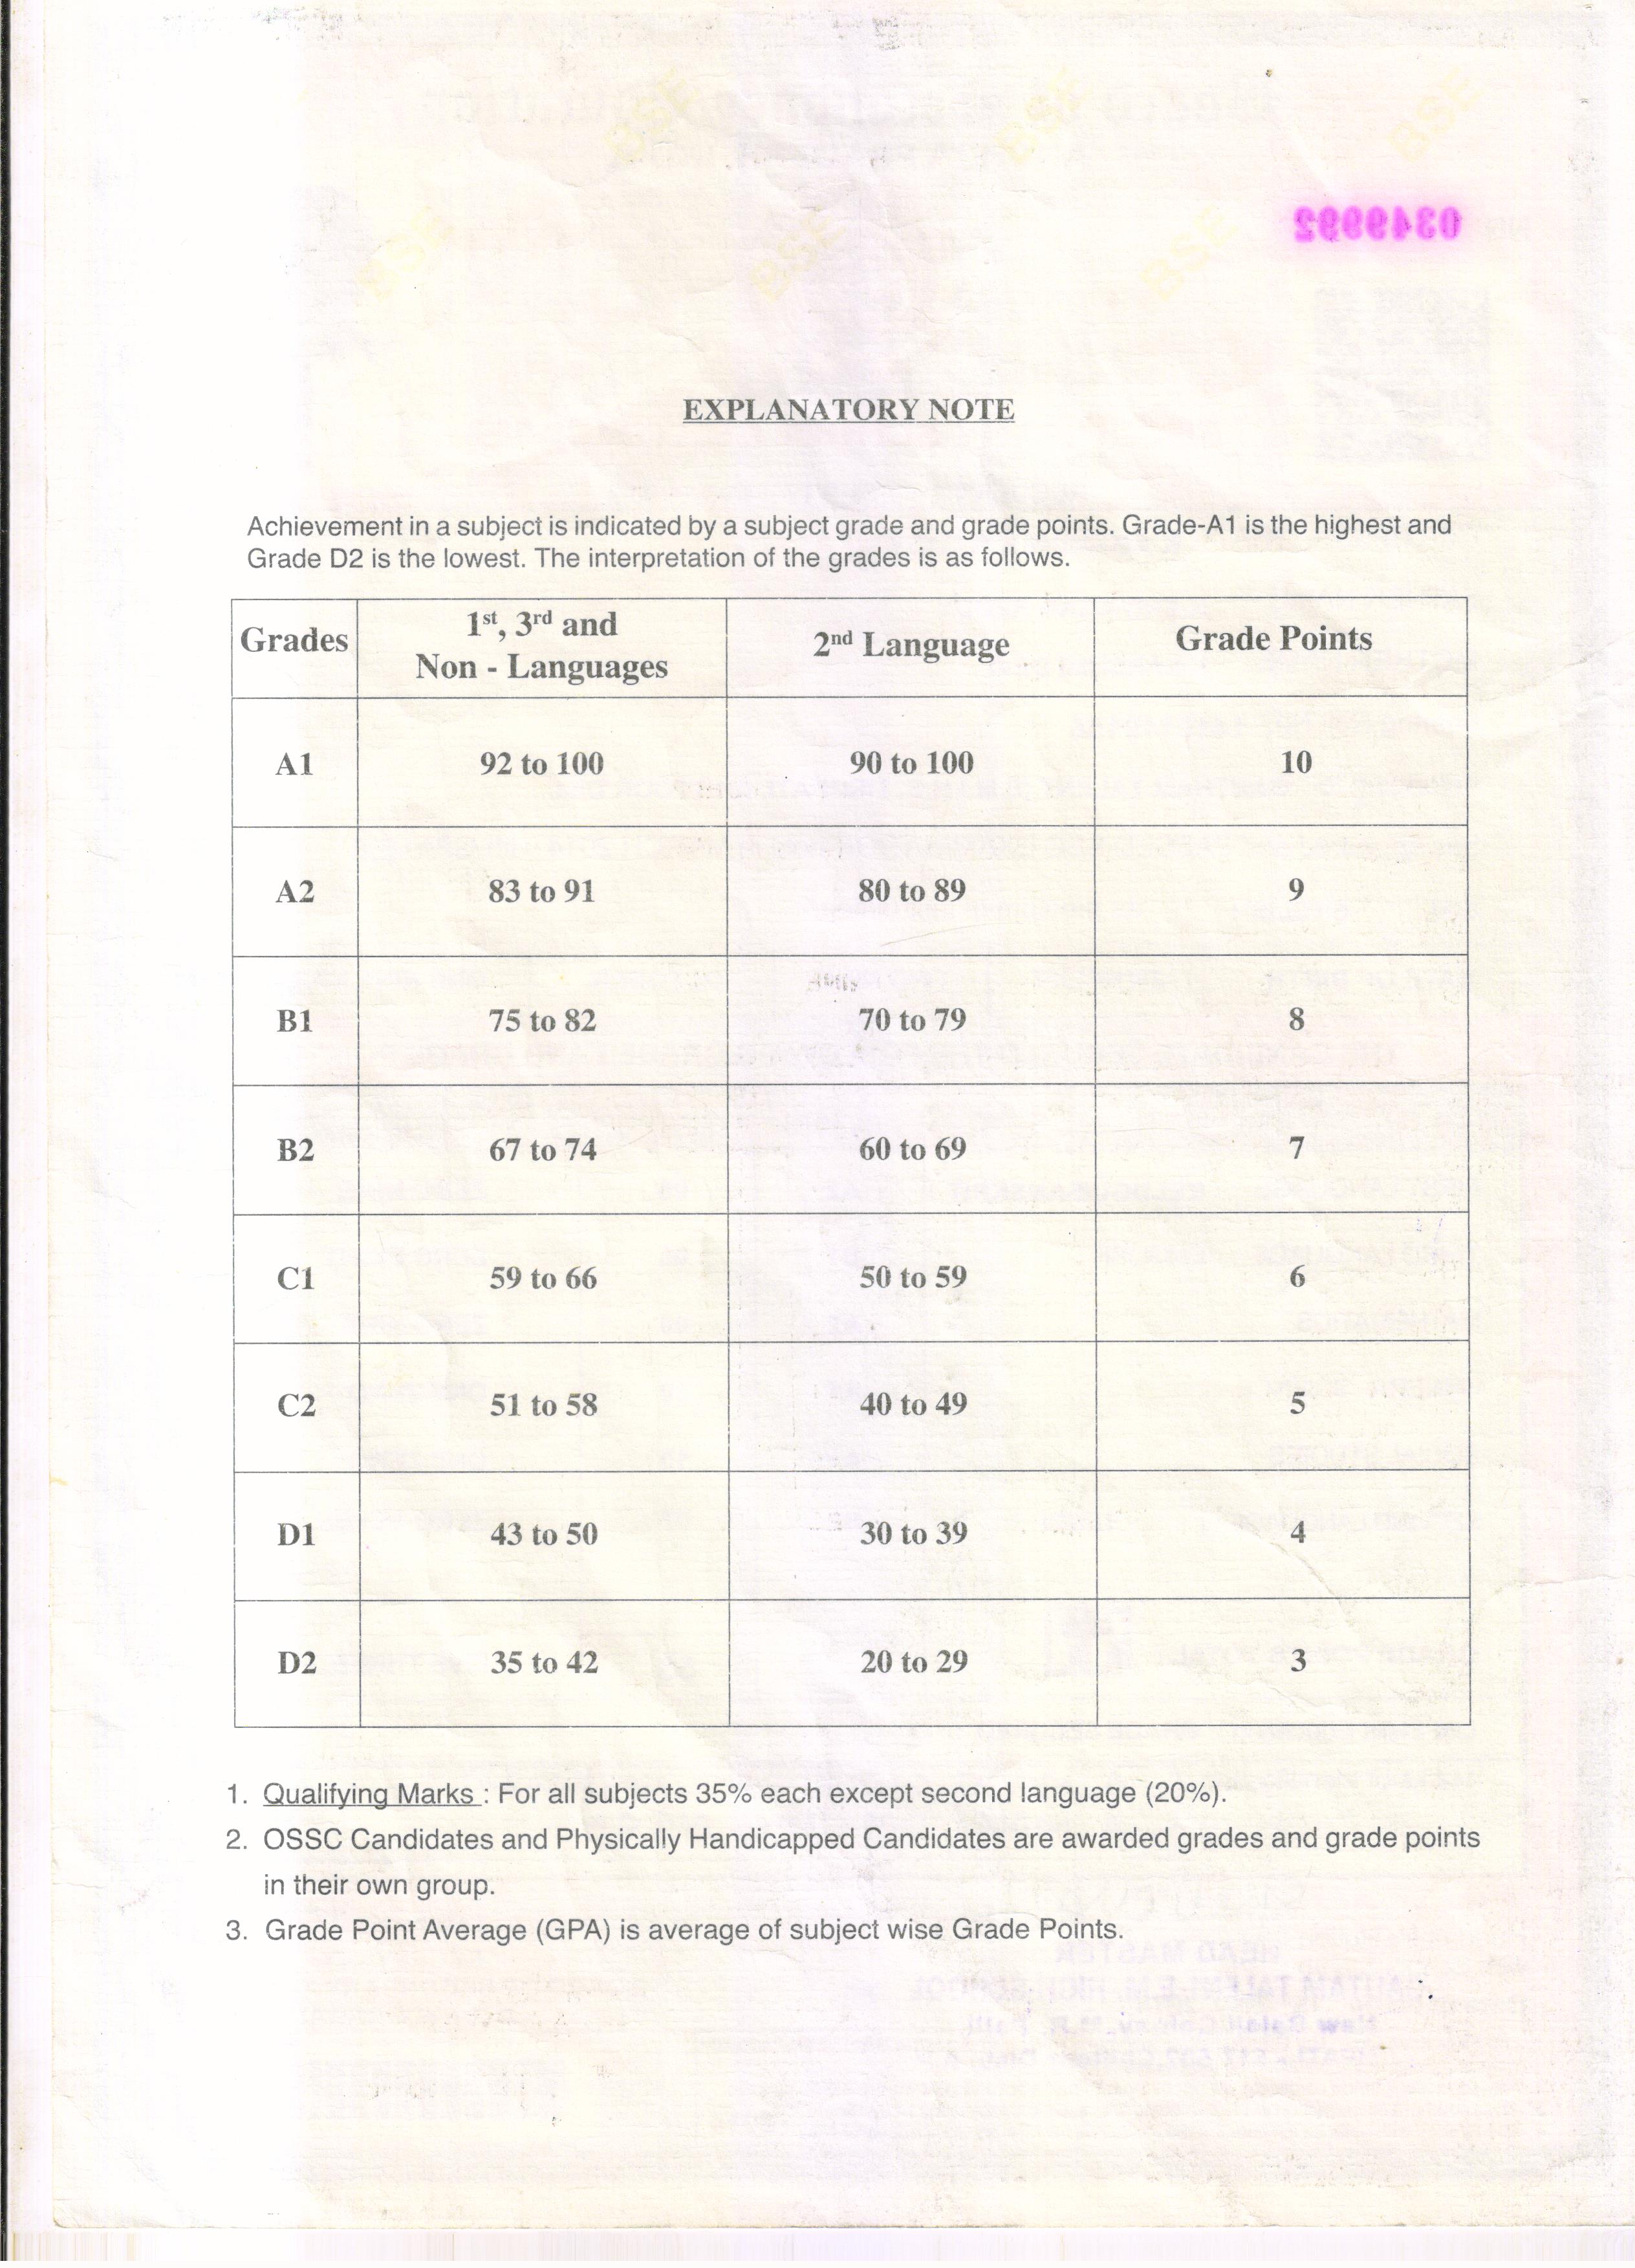 BSE BSE BSE
BSE BSE BSE
0349992
EXPLANATORY NOTE
Achievement in a subject is indicated by a subject grade and grade points. Grade-A1 is the highest and
Grade D2 is the lowest. The interpretation of the grades is as follows.
Grades 1st, 3rd and Non - Languages 2nd Language Grade Points
A1 92 to 100 90 to 100 10
A2 83 to 91 80 to 89 9
B1 75 to 82 70 to 79 8
B2 67 to 74 60 to 69 7
C1 59 to 66 50 to 59 6
C2 51 to 58 40 to 49 5
D1 43 to 50 30 to 39 4
D2 35 to 42 20 to 29 3
1. Qualifying Marks : For all subjects 35% each except second language (20%).
2. OSSC Candidates and Physically Handicapped Candidates are awarded grades and grade points
in their own group.
3. Grade Point Average (GPA) is average of subject wise Grade Points.
HEAD MASTER